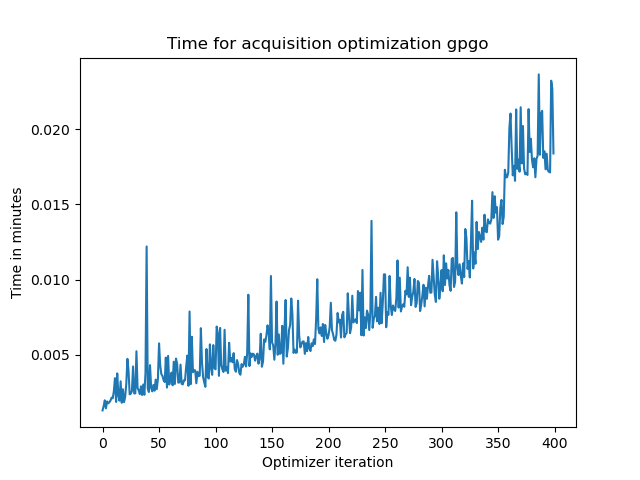 Time for acquisition optimization gpgo
0.020
0.015
0.010
0.005
Time in minutes
0 50 100 150 200 250 300 350 400
Optimizer iteration